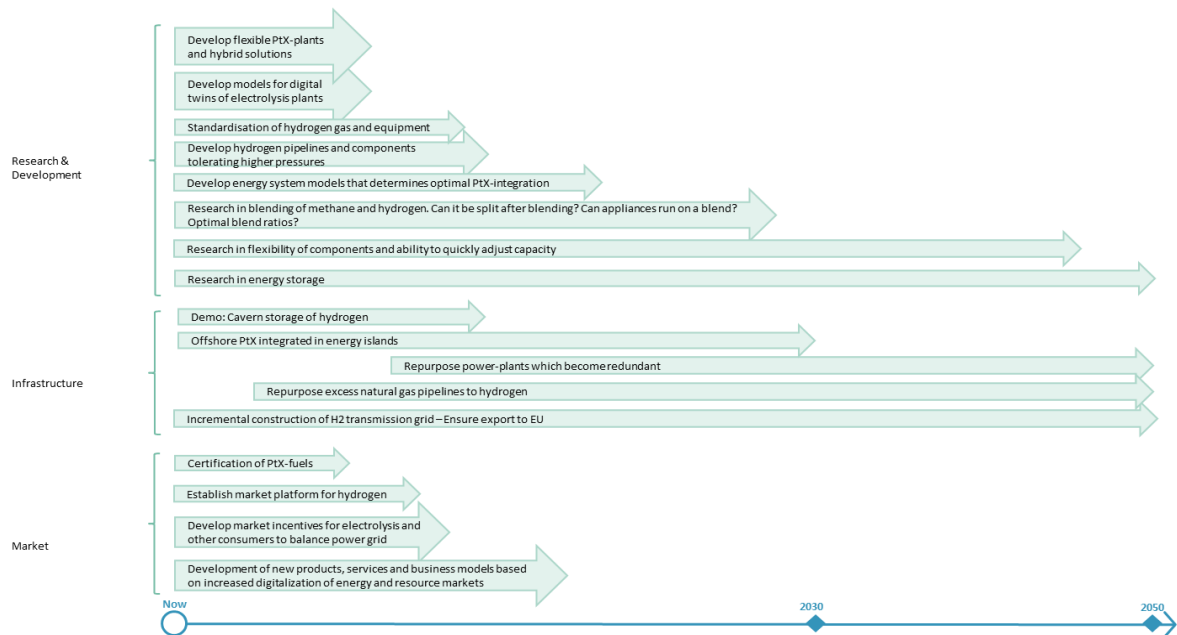 Develop flexible PtX-plants
and hybrid solutions
Develop models for digital
twins of electrolysis plants
Standardisation of hydrogen gas and equipment
Develop hydrogen pipelines and components
tolerating higher pressures
Research &
Development
Develop energy system models that determines optimal PtX-integration
Research in blending of methane and hydrogen. Can it be split after blending? Can appliances run on a blend?
Optimal blend ratios?
Research in flexibility of components and ability to quickly adjust capacity
Research in energy storage
Demo: Cavern storage of hydrogen
Offshore PtX integrated in energy islands
Repurpose power-plants which become redundant
Infrastructure
Repurpose excess natural gas pipelines to hydrogen
Incremental construction of H2 transmission grid – Ensure export to EU
Certification of PtX-fuels
Establish market platform for hydrogen
Develop market incentives for electrolysis and
other consumers to balance power grid
Market
Development of new products, services and business models based
on increased digitalization of energy and resource markets
Now
2030
2050